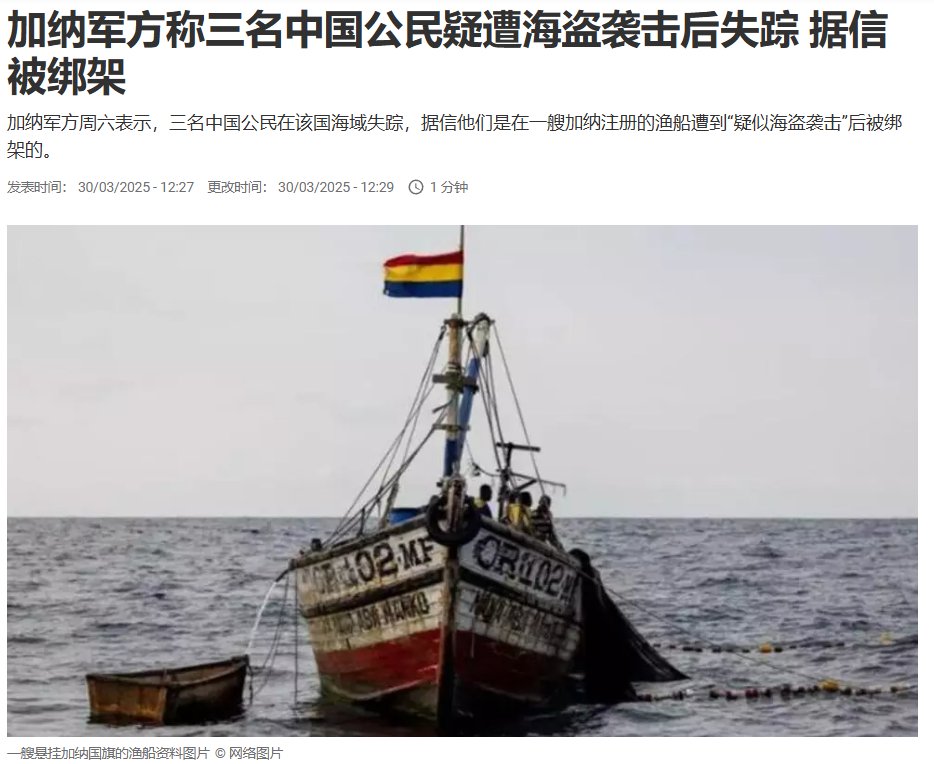 加纳军方称三名中国公民疑遭海盗袭击后失踪 据信
被绑架
加纳军方周六表示，三名中国公民在该国海域失踪，据信他们是在一艘加纳注册的渔船遭到“疑似海盗袭击”后被绑
架的。
发表时间： 30/03/2025 - 12:27 更改时间： 30/03/2025 - 12:29 1 分钟
一艘悬挂加纳国旗的渔船资料图片 © 网络图片